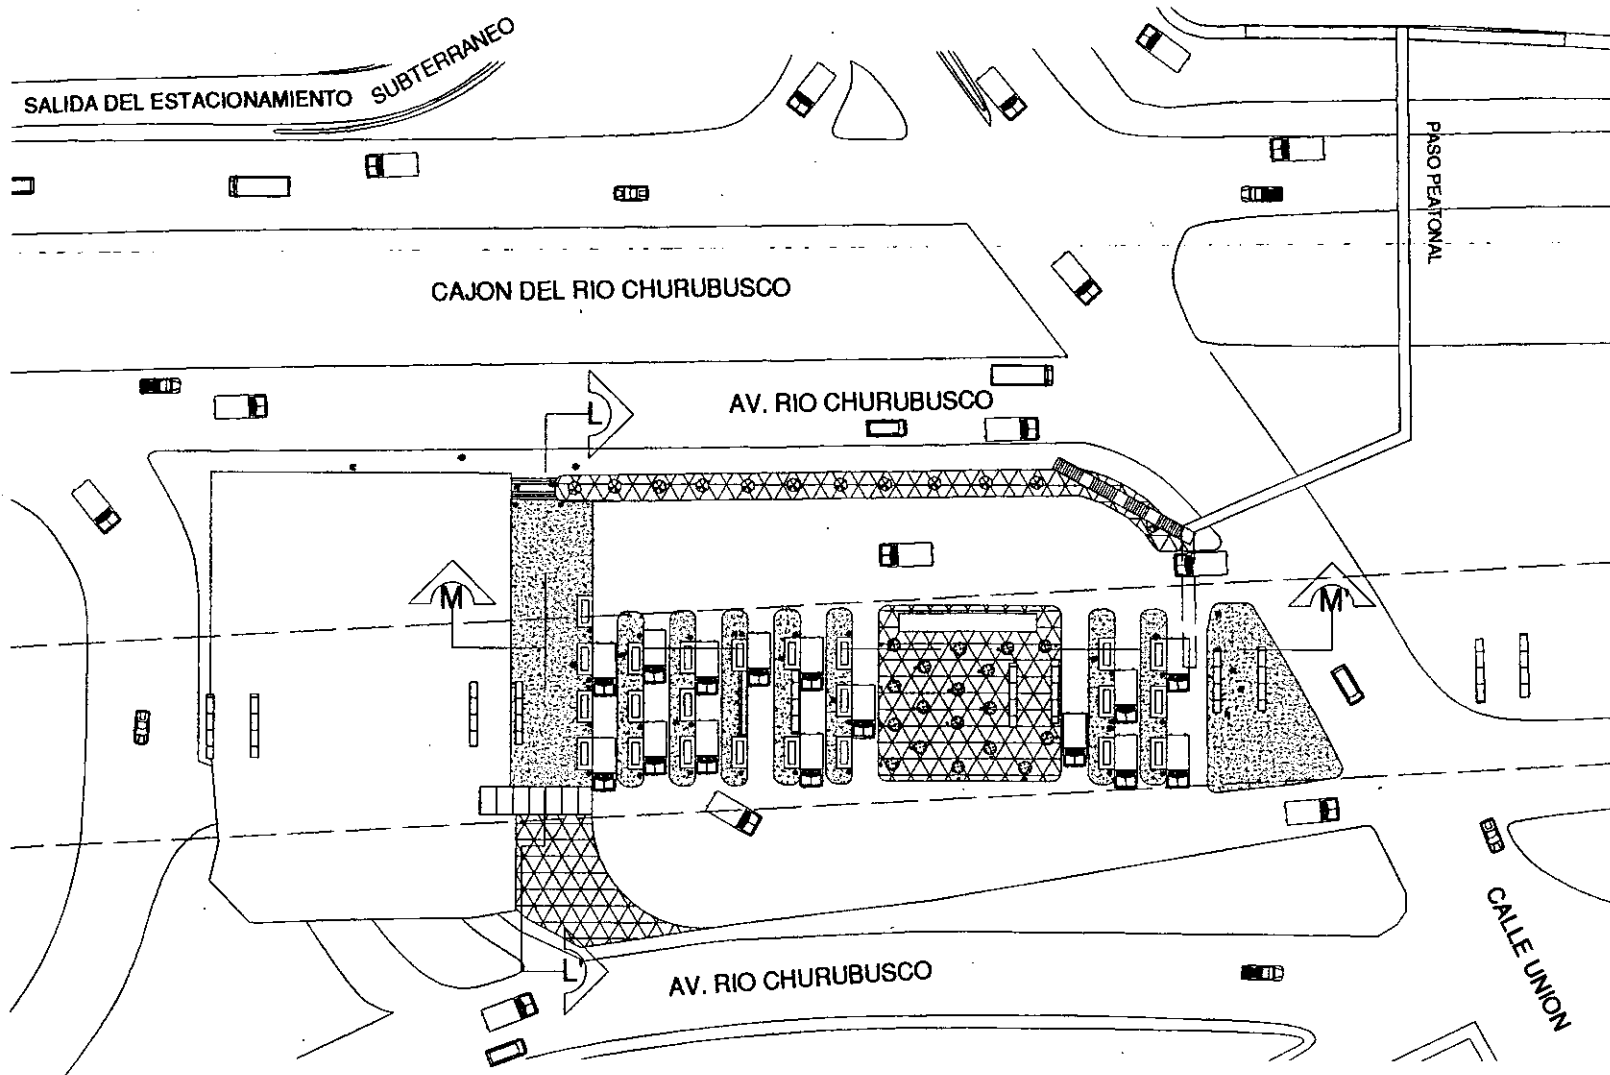 SALIDA DEL ESTACIONAMIENTO SUBTERRANEO
PASO PEATONAL
CAJON DEL RIO CHURUBUSCO
L
AV. RIO CHURUBUSCO
M
M'
CALLE UNION
L'
AV. RIO CHURUBUSCO